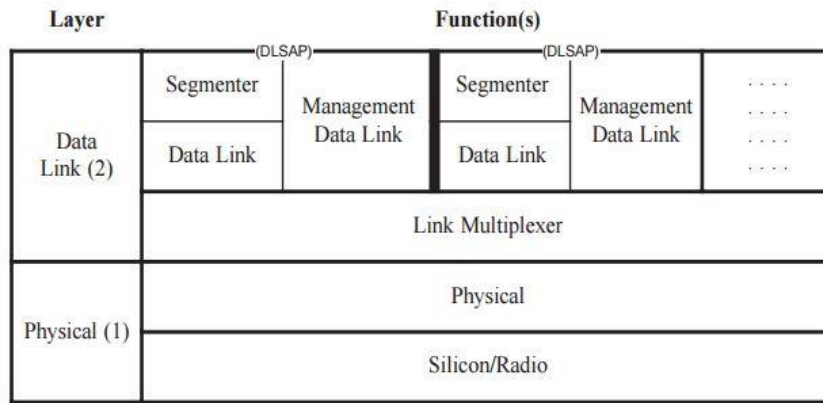 Layer
Function(s)
(DLSAP)
(DLSAP)
Segmenter
Management
Data Link
Segmenter
Management
Data Link
. . . .
. . . .
. . . .
. . . .
Data
Link (2)
Data Link
Data Link
Link Multiplexer
Physical (1)
Physical
Silicon/Radio